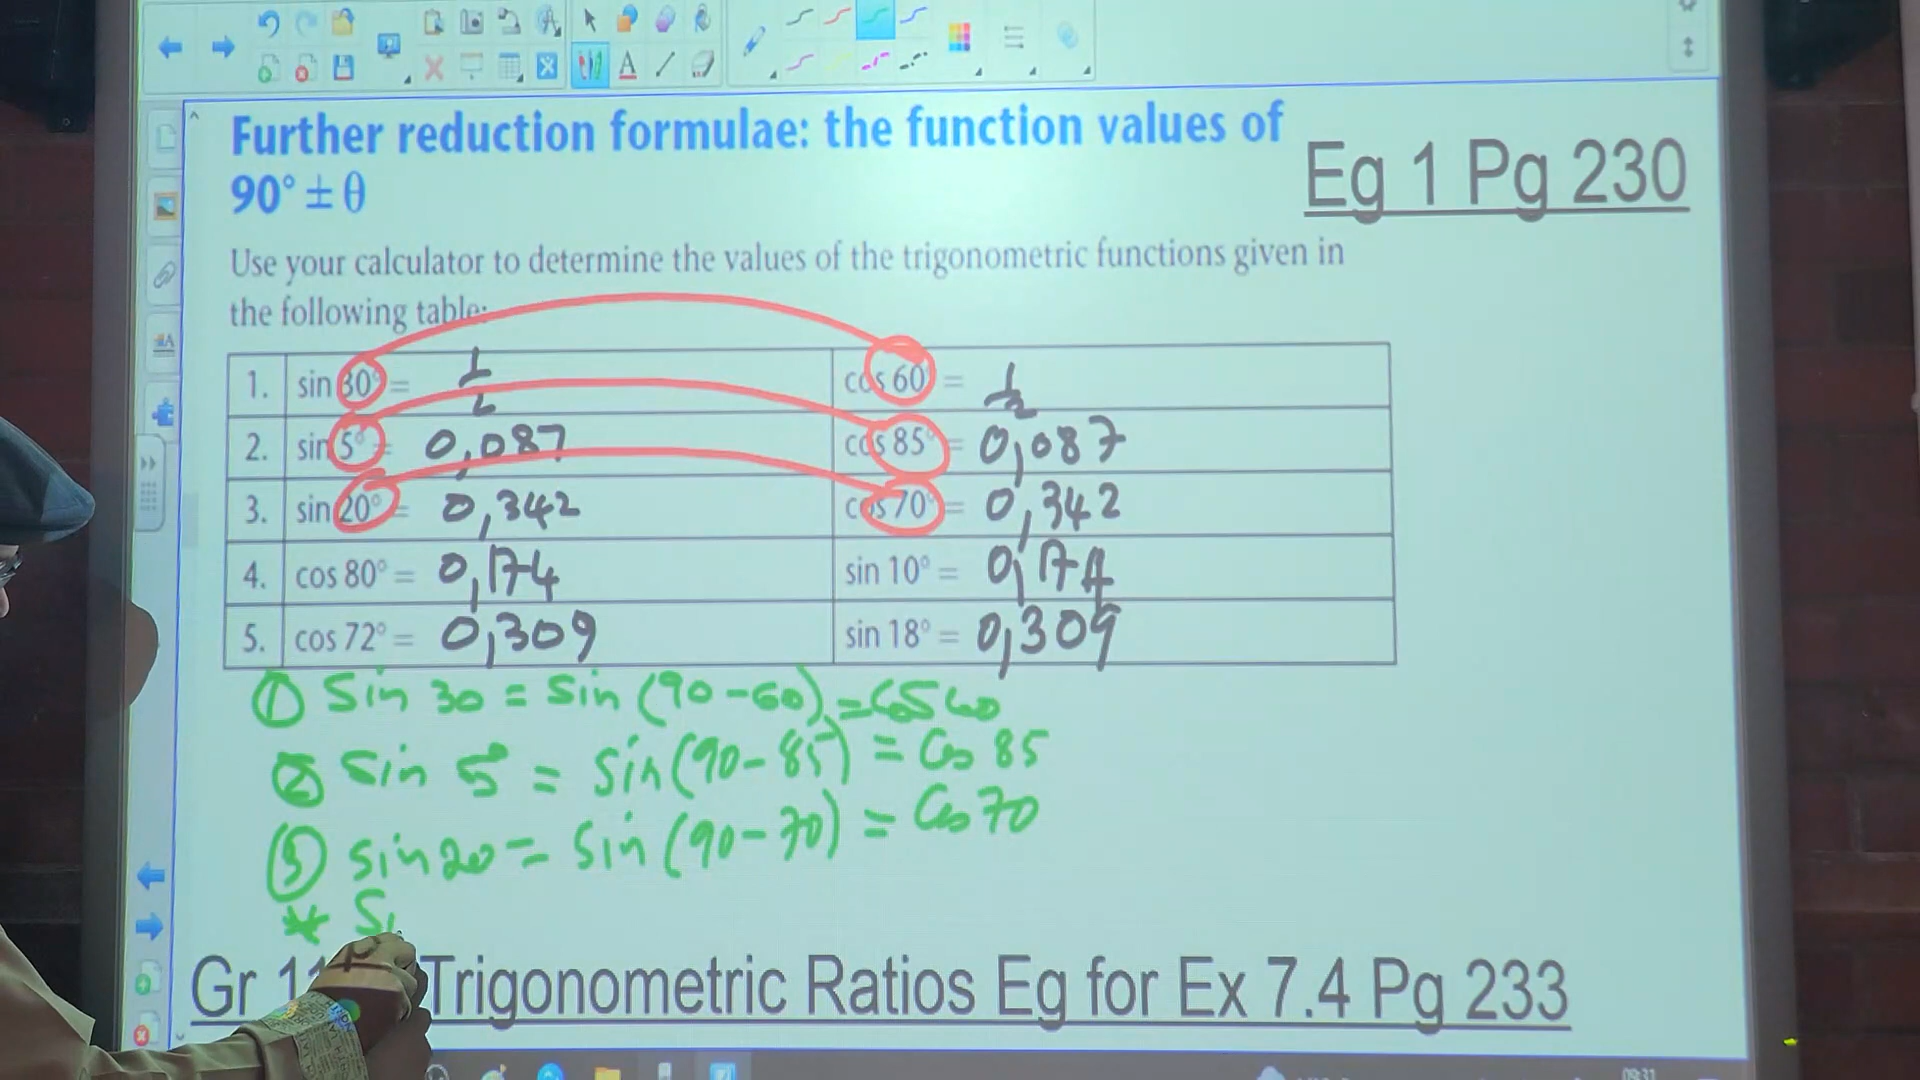 Further reduction formulae: the function values of
90° ± θ
Eg 1 Pg 230
Use your calculator to determine the values of the trigonometric functions given in
the following table:
1. sin 30° = 1/2 cos 60° = 1/2
2. sin 5° = 0,087 cos 85° = 0,087
3. sin 20° = 0,342 cos 70° = 0,342
4. cos 80° = 0,174 sin 10° = 0,174
5. cos 72° = 0,309 sin 18° = 0,309
① Sin 30 = Sin (90 - 60) = Cos 60
② Sin 5° = Sin (90 - 85) = Cos 85
③ Sin 20 = Sin (90 - 70) = Cos 70
* Si
Gr 11 Trigonometric Ratios Eg for Ex 7.4 Pg 233
09:31